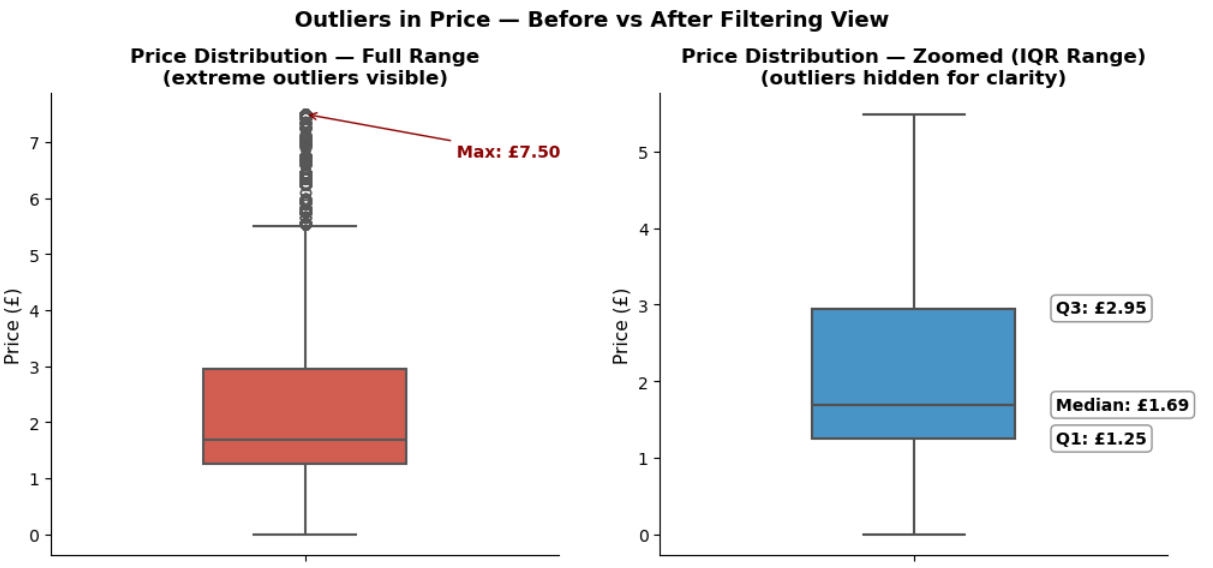 Outliers in Price — Before vs After Filtering View
Price Distribution — Full Range
(extreme outliers visible)
Price (£)
7
6
5
4
3
2
1
0
Max: £7.50
Price Distribution — Zoomed (IQR Range)
(outliers hidden for clarity)
Price (£)
5
4
3
2
1
0
Q3: £2.95
Median: £1.69
Q1: £1.25